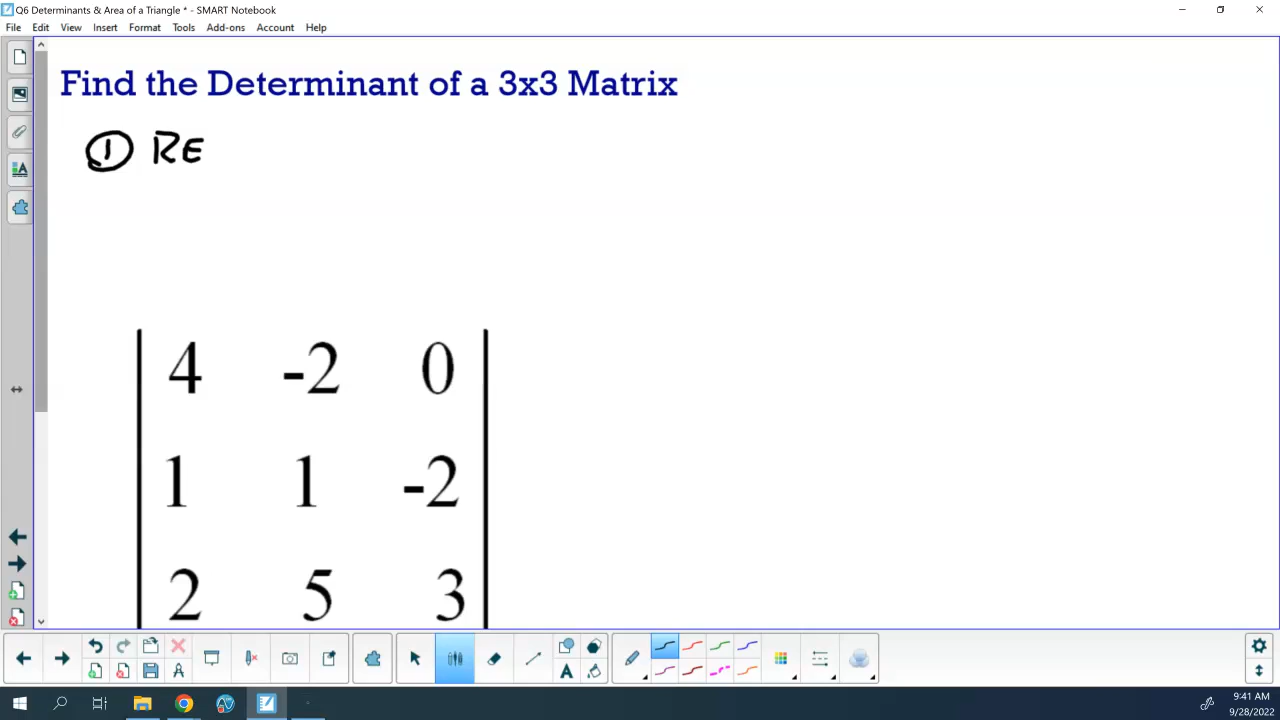 Q6 Determinants & Area of a Triangle * - SMART Notebook
File Edit View Insert Format Tools Add-ons Account Help
Find the Determinant of a 3x3 Matrix
① RE
4 -2 0
1 1 -2
2 5 3
A
9:41 AM
9/28/2022